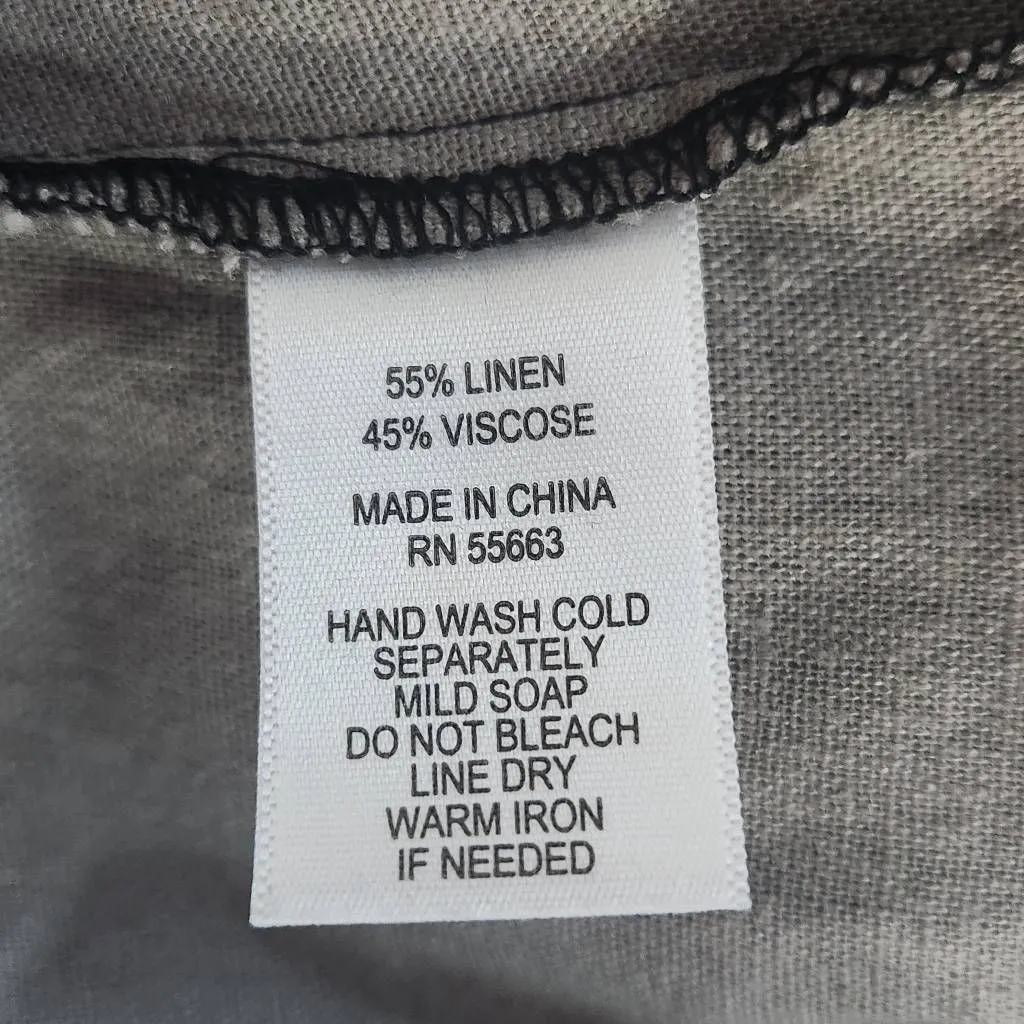 55% LINEN
45% VISCOSE
MADE IN CHINA
RN 55663
HAND WASH COLD
SEPARATELY
MILD SOAP
DO NOT BLEACH
LINE DRY
WARM IRON
IF NEEDED